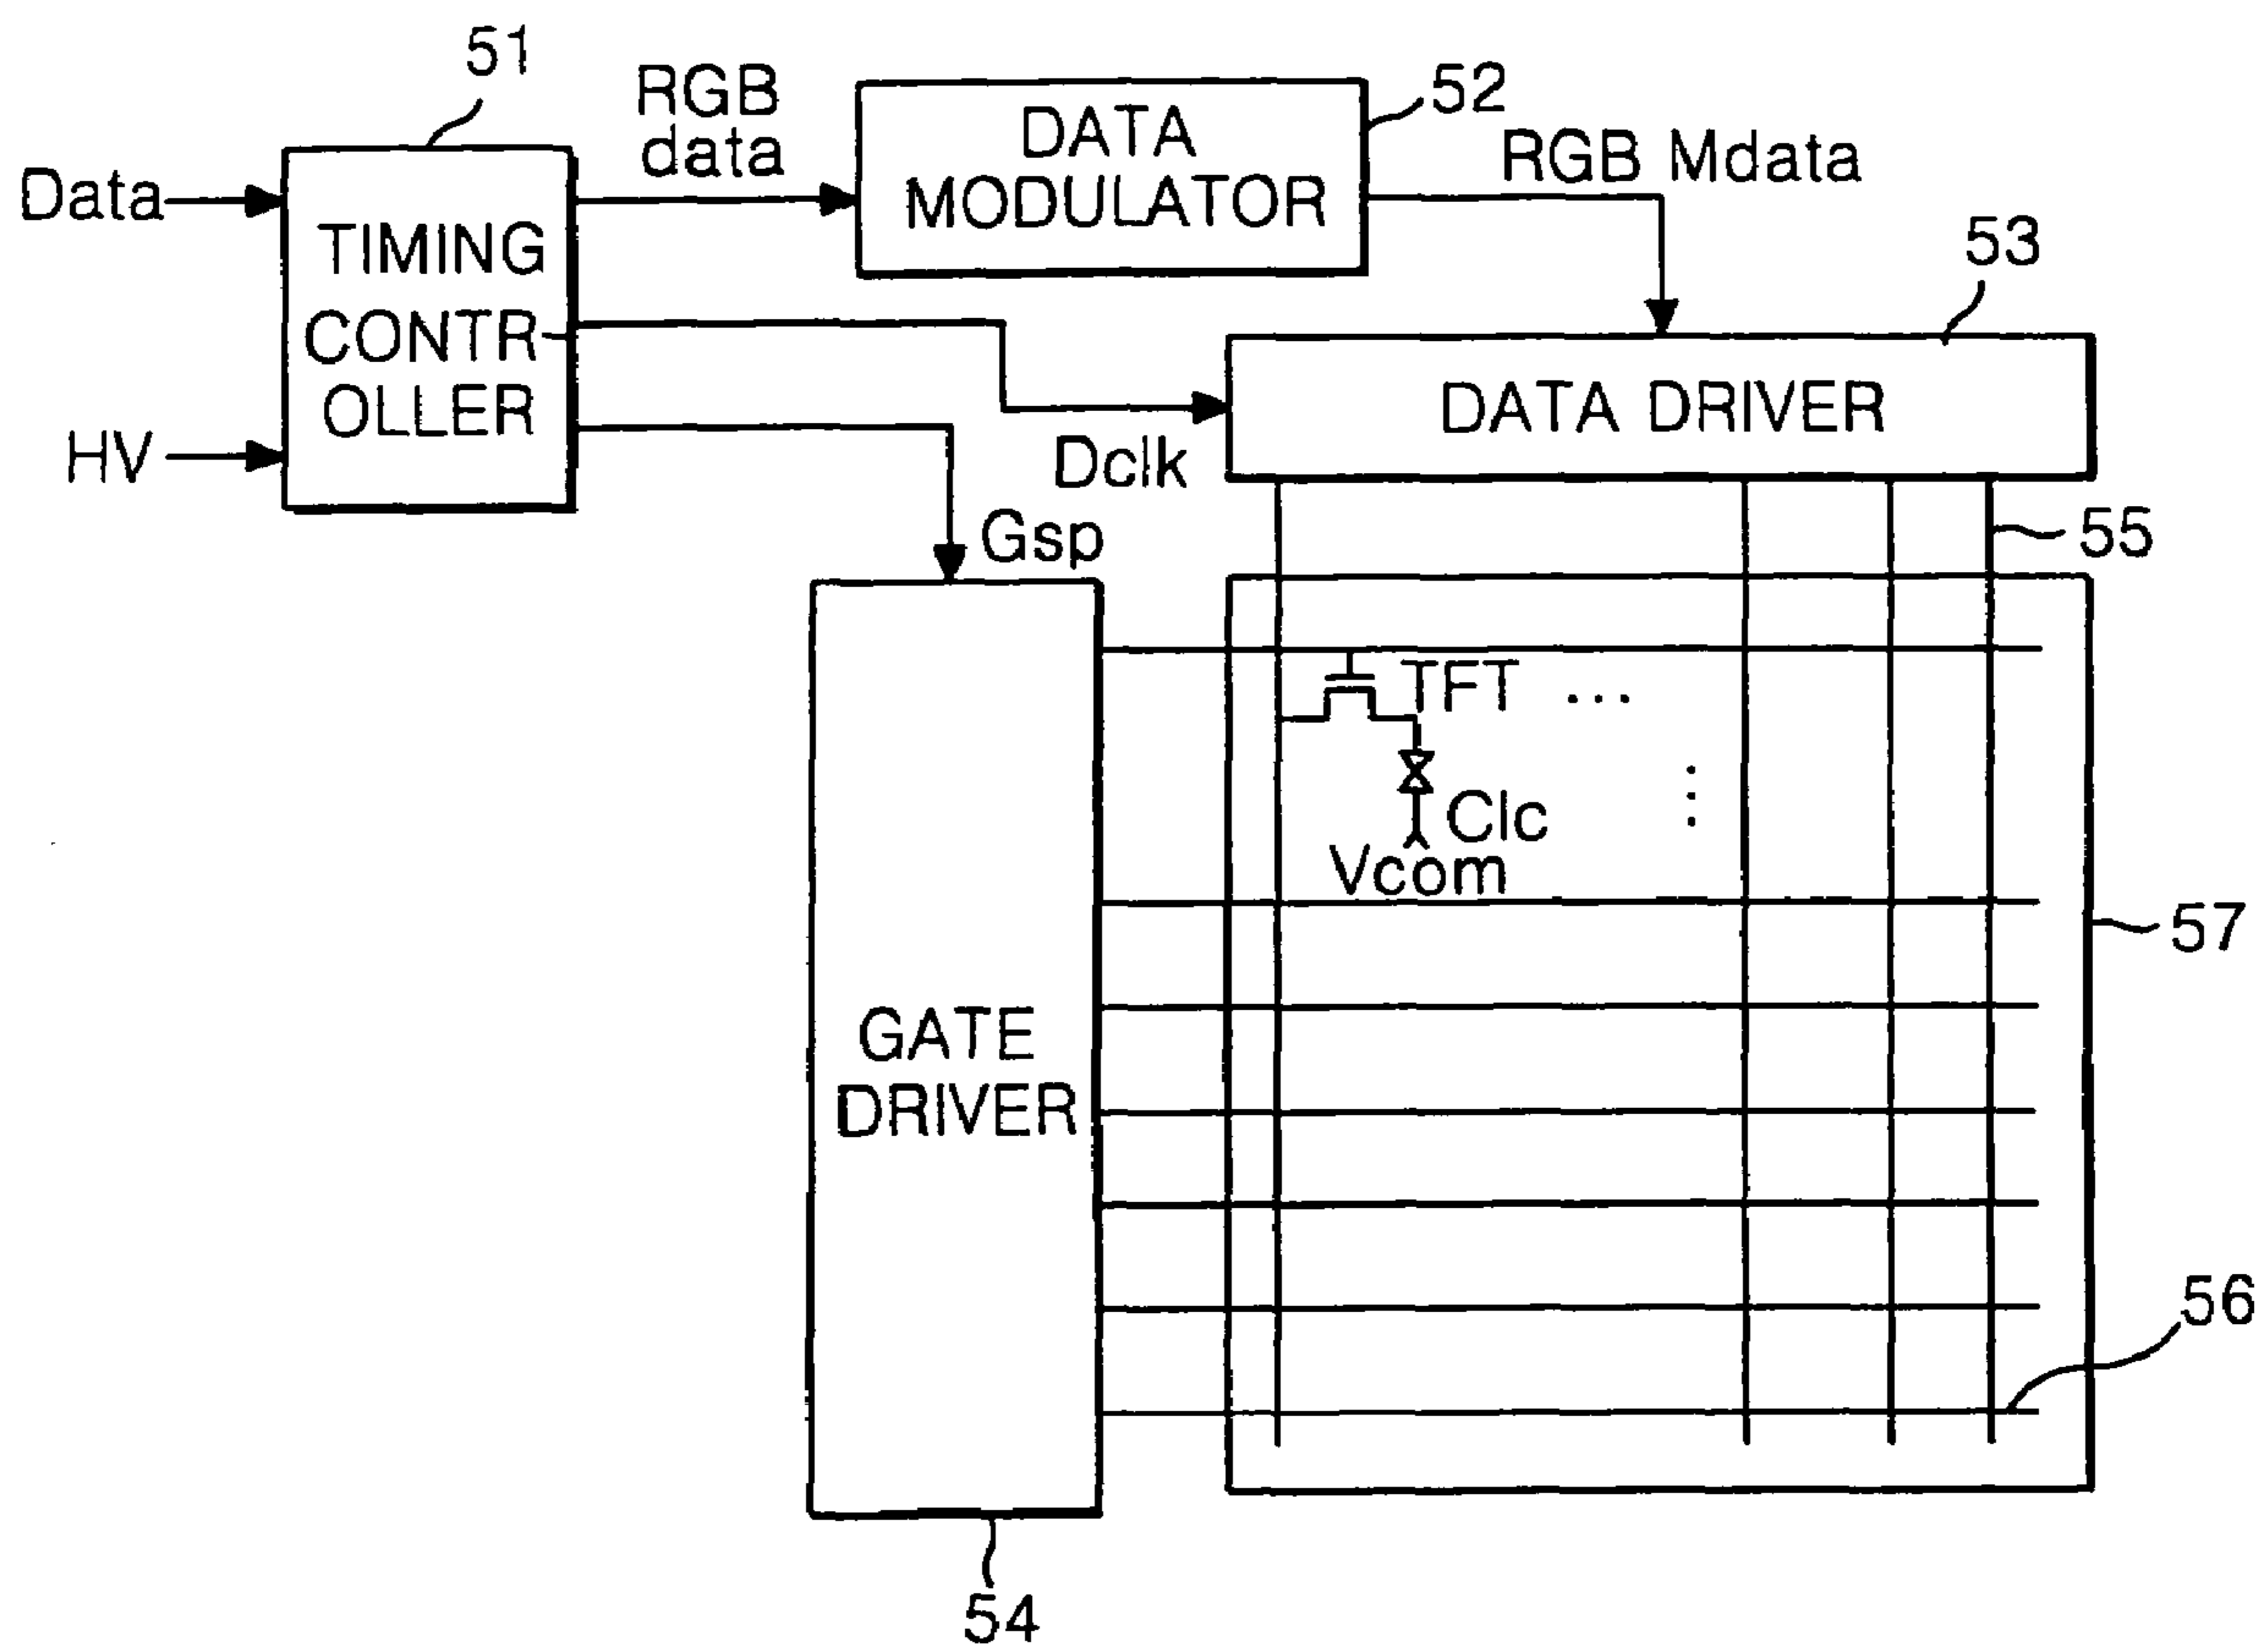 51
RGB
data
DATA
MODULATOR
52
RGB Mdata
Data
TIMING
CONTR-
OLLER
HV
53
DATA DRIVER
Dclk
Gsp
55
TFT ...
Clc
Vcom
57
GATE
DRIVER
56
54